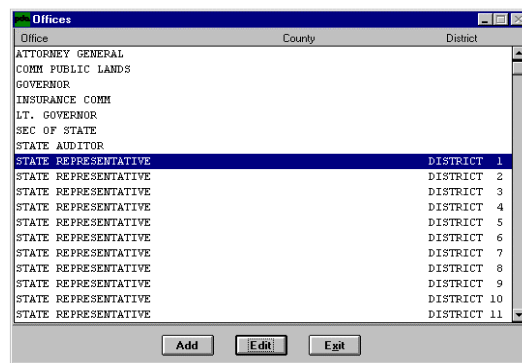 Offices
Office County District
ATTORNEY GENERAL
COMM PUBLIC LANDS
GOVERNOR
INSURANCE COMM
LT. GOVERNOR
SEC OF STATE
STATE AUDITOR
STATE REPRESENTATIVE DISTRICT 1
STATE REPRESENTATIVE DISTRICT 2
STATE REPRESENTATIVE DISTRICT 3
STATE REPRESENTATIVE DISTRICT 4
STATE REPRESENTATIVE DISTRICT 5
STATE REPRESENTATIVE DISTRICT 6
STATE REPRESENTATIVE DISTRICT 7
STATE REPRESENTATIVE DISTRICT 8
STATE REPRESENTATIVE DISTRICT 9
STATE REPRESENTATIVE DISTRICT 10
STATE REPRESENTATIVE DISTRICT 11
Add Edit Exit